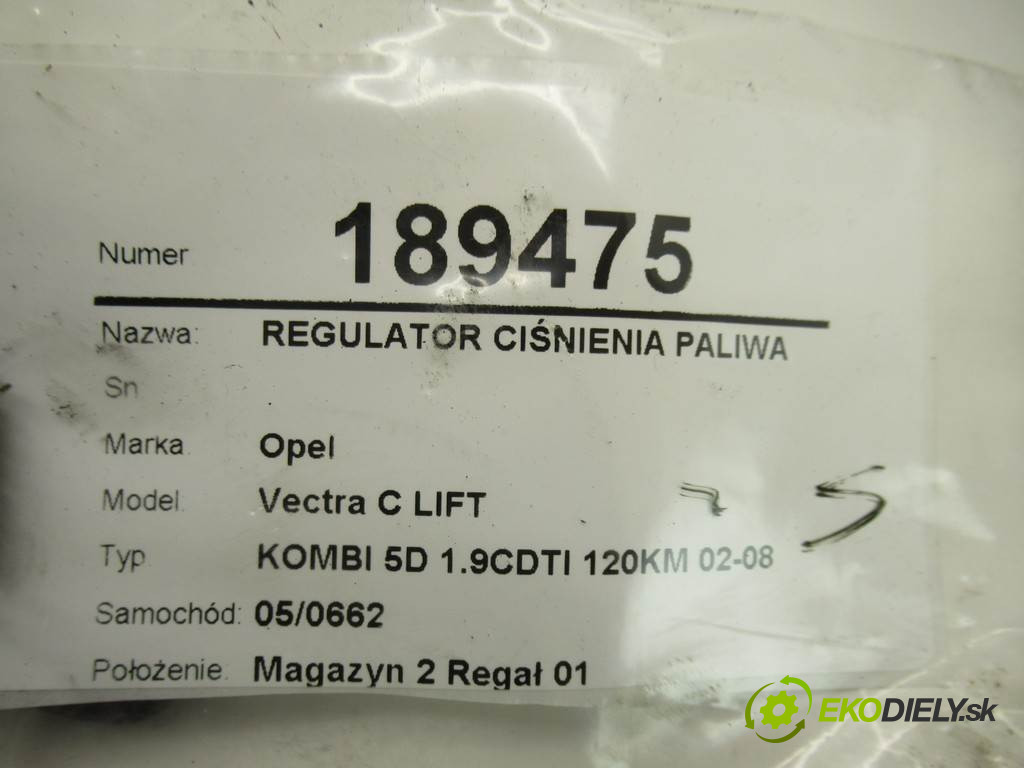 Numer 189475
Nazwa: REGULATOR CIŚNIENIA PALIWA
Sn
Marka Opel
Model Vectra C LIFT
Typ KOMBI 5D 1.9CDTI 120KM 02-08
Samochód: 05/0662
Położenie Magazyn 2 Regał 01
5
EKODIELY.sk